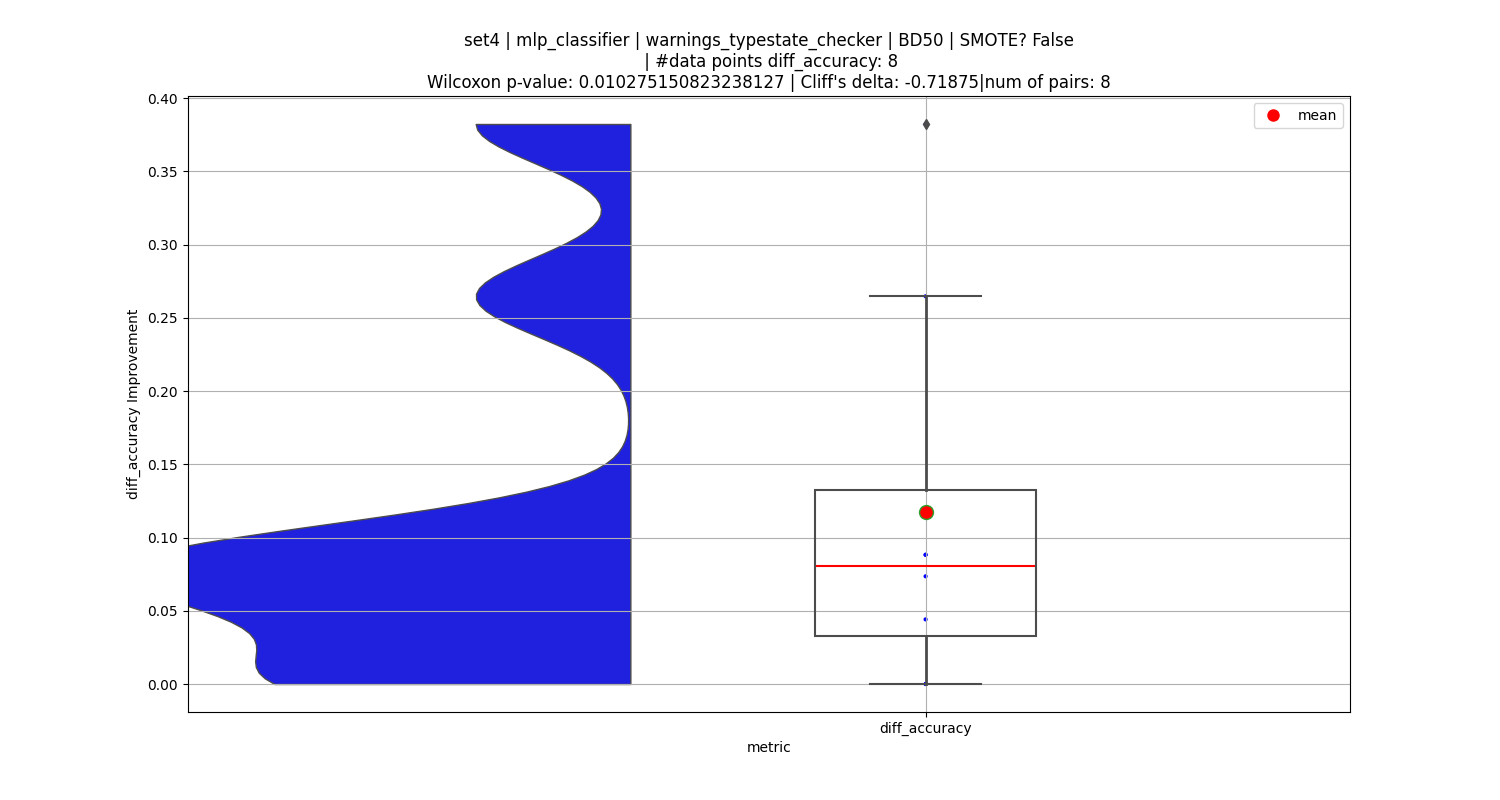 set4 | mlp_classifier | warnings_typestate_checker | BD50 | SMOTE? False
| #data points diff_accuracy: 8
Wilcoxon p-value: 0.010275150823238127 | Cliff's delta: -0.71875|num of pairs: 8
mean
0.40
0.35
0.30
0.25
0.20
0.15
0.10
0.05
0.00
diff_accuracy Improvement
diff_accuracy
metric